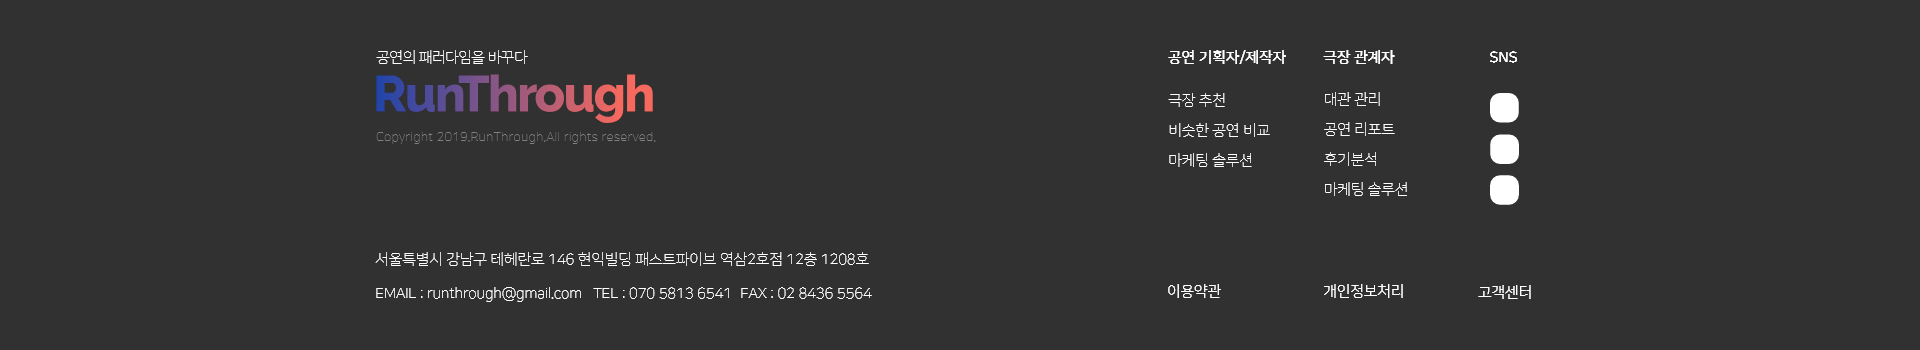 공연의 패러다임을 바꾸다
RunThrough
Copyright 2019.RunThrough.All rights reserved.
공연 기획자/제작자
극장 추천
비슷한 공연 비교
마케팅 솔루션
극장 관계자
대관 관리
공연 리포트
후기분석
마케팅 솔루션
SNS
서울특별시 강남구 테헤란로 146 현익빌딩 패스트파이브 역삼2호점 12층 1208호
EMAIL : runthrough@gmail.com TEL : 070 5813 6541 FAX : 02 8436 5564
이용약관
개인정보처리
고객센터